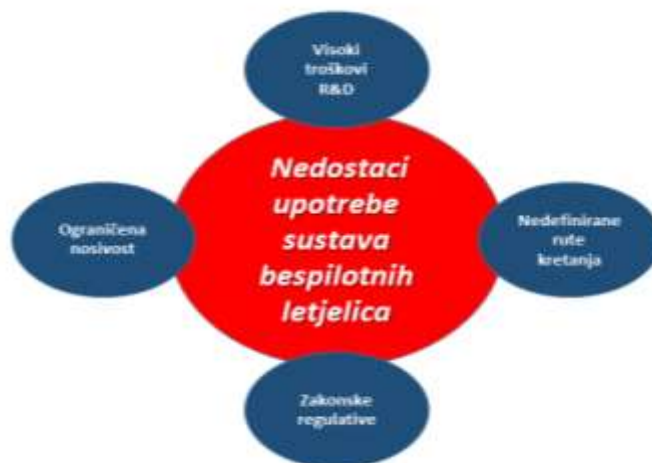 Visoki
troškovi
R&D
Nedostaci
upotrebe
sustava
bespilotnih
letjelica
Ograničena
nosivost
Nedefinirane
rute
kretanja
Zakonske
regulative